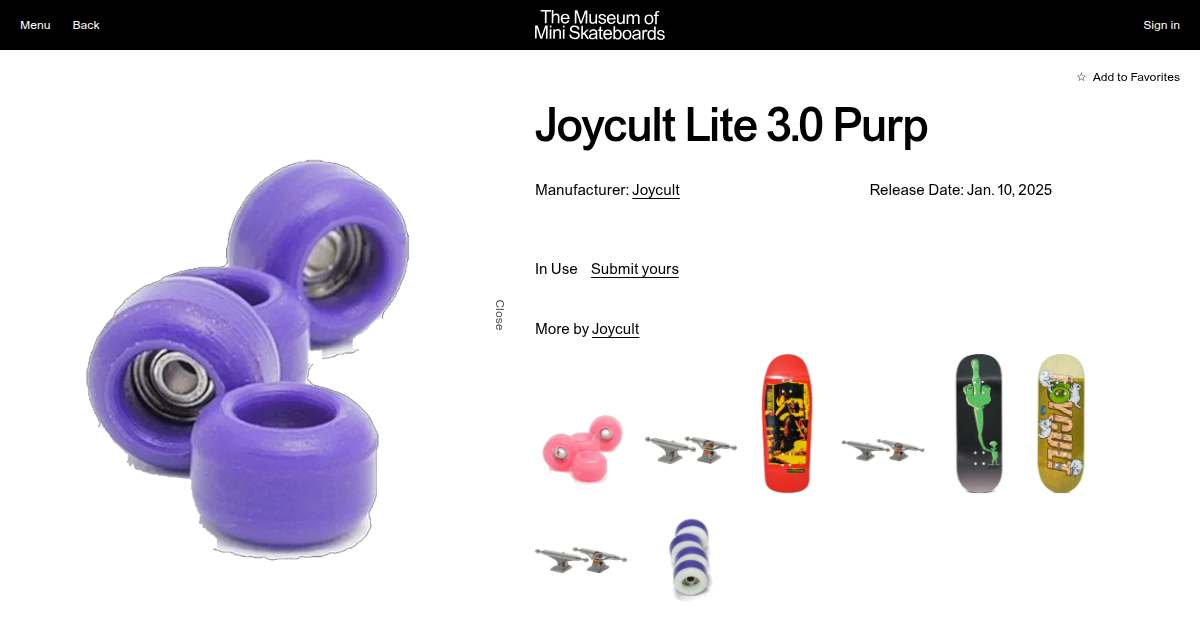 Menu
Back
The Museum of
Mini Skateboards
Sign in
☆ Add to Favorites
Joycult Lite 3.0 Purp
Manufacturer: Joycult
Release Date: Jan. 10, 2025
In Use
Submit yours
Close
More by Joycult
JOYCULT